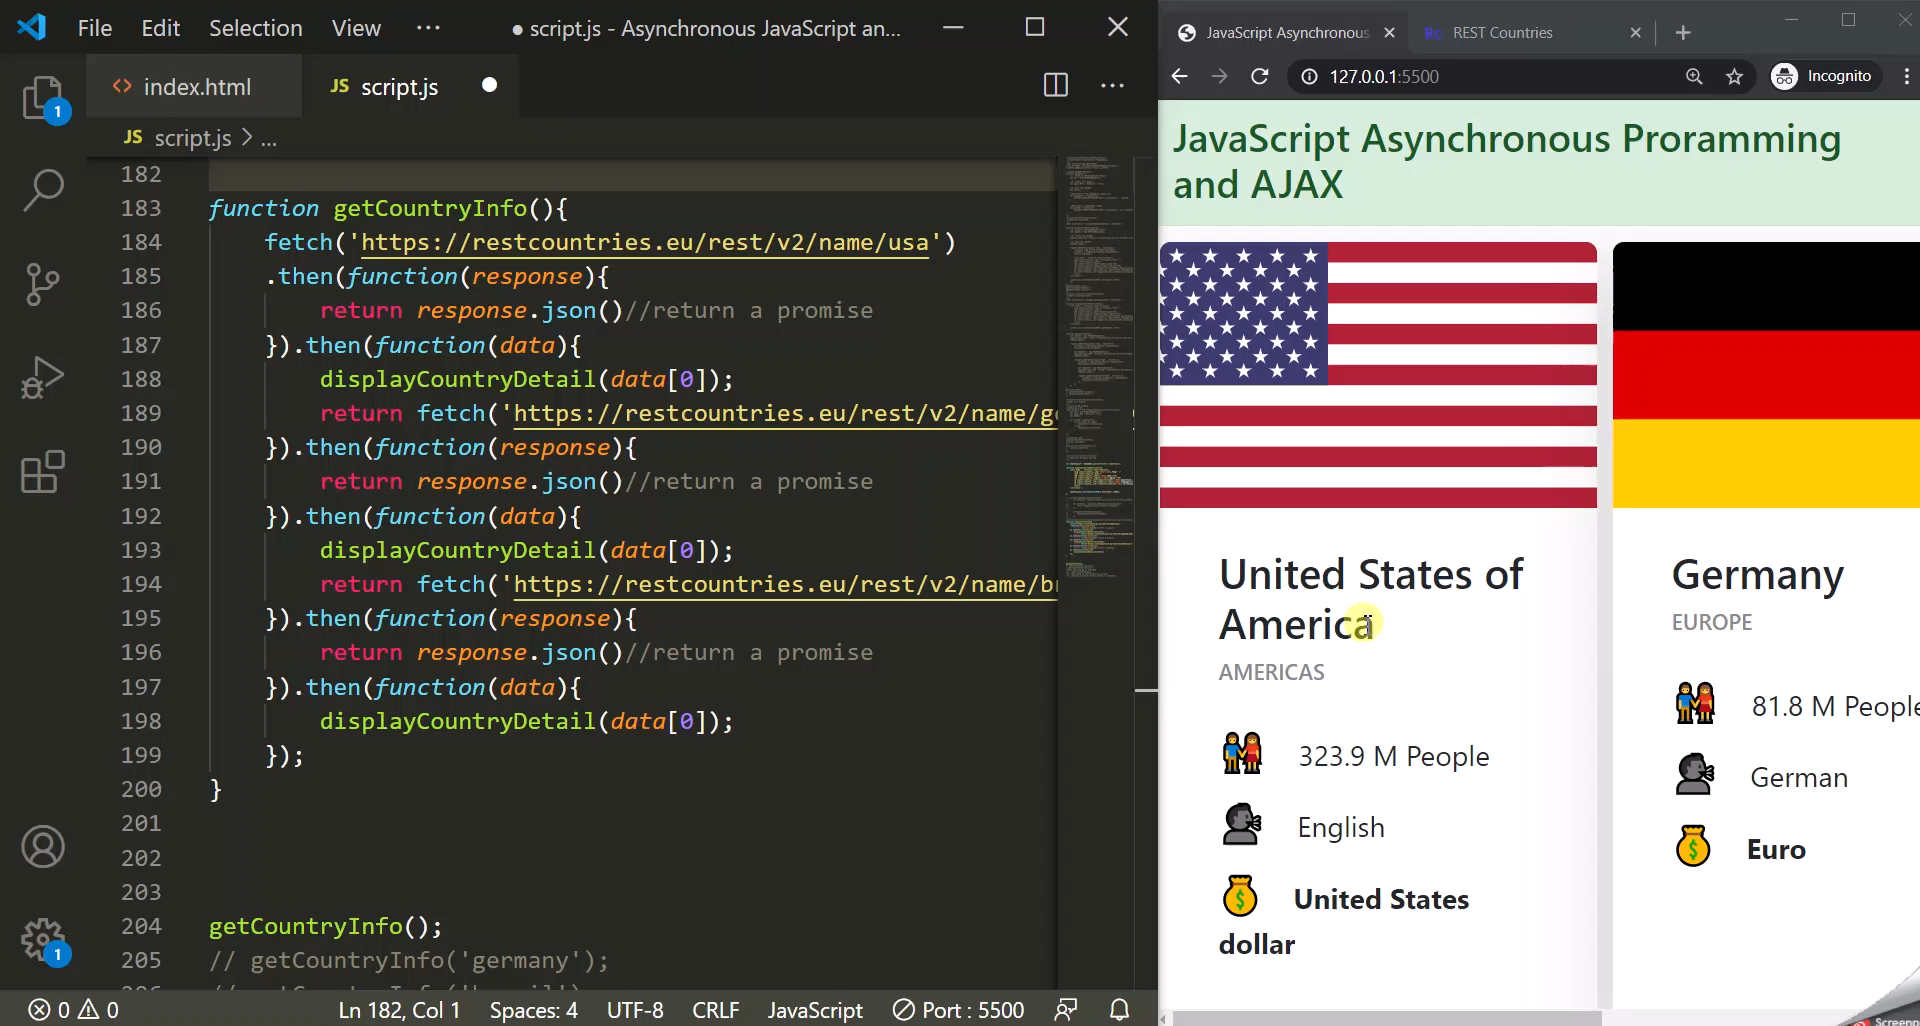 File Edit Selection View ··· ● script.js - Asynchronous JavaScript an...
index.html JS script.js
JS script.js > ...
182
183 function getCountryInfo(){
184 fetch('https://restcountries.eu/rest/v2/name/usa')
185 .then(function(response){
186 return response.json()//return a promise
187 }).then(function(data){
188 displayCountryDetail(data[0]);
189 return fetch('https://restcountries.eu/rest/v2/name/ge
190 }).then(function(response){
191 return response.json()//return a promise
192 }).then(function(data){
193 displayCountryDetail(data[0]);
194 return fetch('https://restcountries.eu/rest/v2/name/br
195 }).then(function(response){
196 return response.json()//return a promise
197 }).then(function(data){
198 displayCountryDetail(data[0]);
199 });
200 }
201
202
203
204 getCountryInfo();
205 // getCountryInfo('germany');
1
1
0 0 Ln 182, Col 1 Spaces: 4 UTF-8 CRLF JavaScript Port : 5500
JavaScript Asynchronous REST Countries
127.0.0.1:5500 Incognito
JavaScript Asynchronous Proramming
and AJAX
United States of
America
AMERICAS
323.9 M People
English
United States
dollar
Germany
EUROPE
81.8 M People
German
Euro